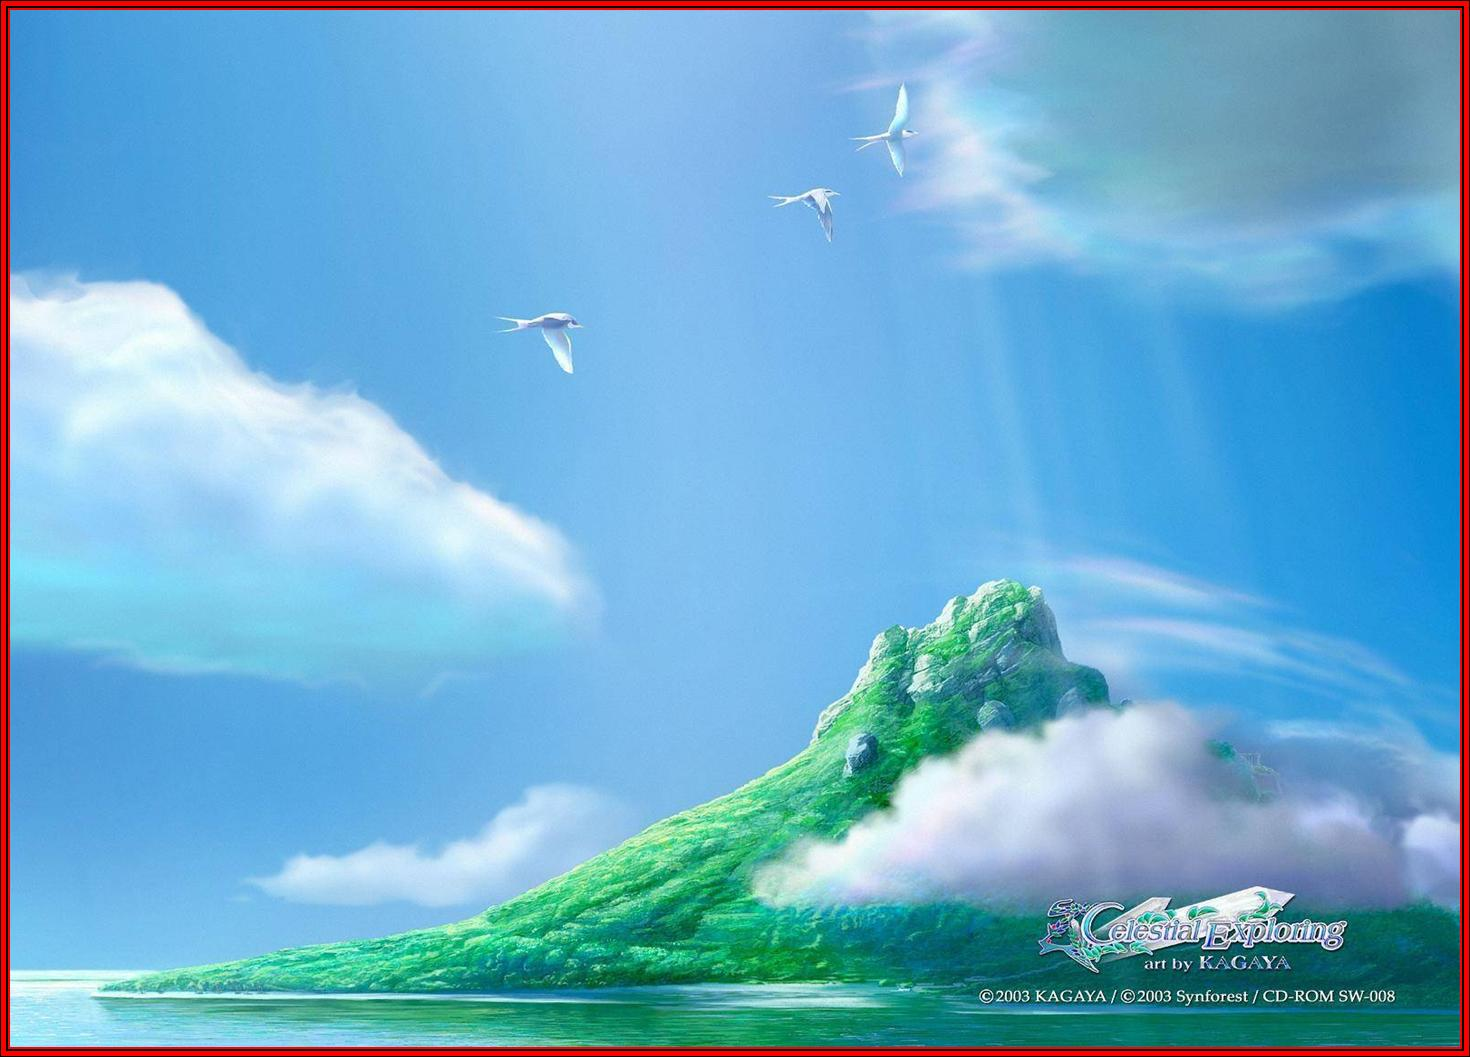 Celestial Exploring
art by KAGAYA
©2003 KAGAYA / ©2003 Synforest / CD-ROM SW-008